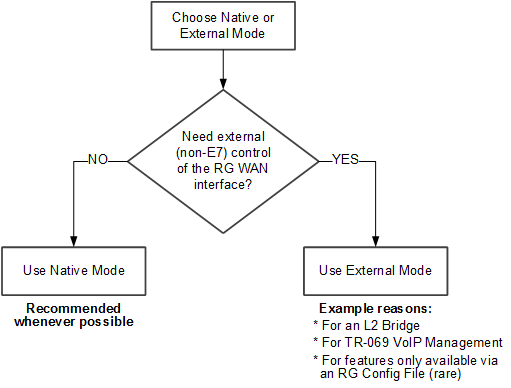 Choose Native or
External Mode
Need external
(non-E7) control
of the RG WAN
interface?
NO
YES
Use Native Mode
Recommended
whenever possible
Use External Mode
Example reasons:
* For an L2 Bridge
* For TR-069 VoIP Management
* For features only available via
an RG Config File (rare)